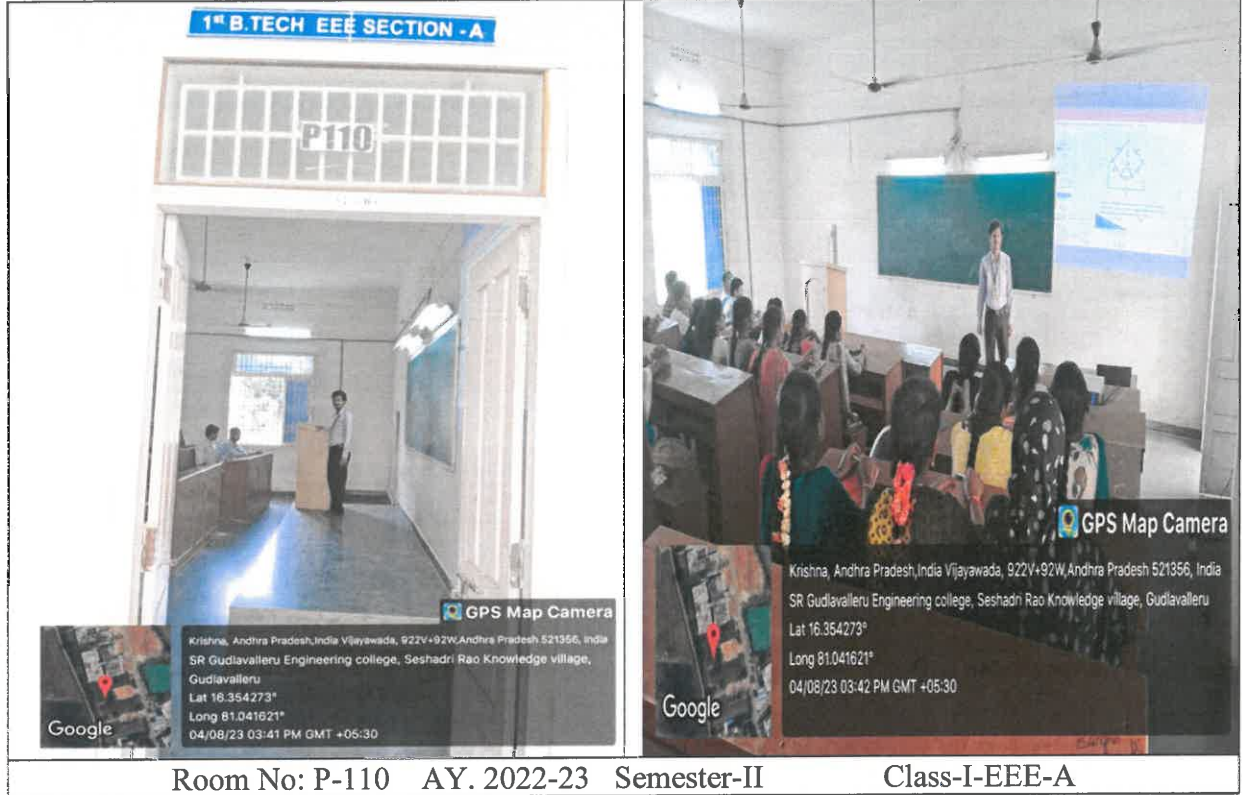 1st B.TECH EEE SECTION - A
P110
GPS Map Camera
Krishna, Andhra Pradesh,India Vijayawada, 922V+92W,Andhra Pradesh 521356, India
SR Gudlavalleru Engineering college, Seshadri Rao Knowledge village,
Gudlavalleru
Lat 16.354273°
Long 81.041621°
04/08/23 03:41 PM GMT +05:30
Google
GPS Map Camera
Krishna, Andhra Pradesh,India Vijayawada, 922V+92W,Andhra Pradesh 521356, India
SR Gudlavalleru Engineering college, Seshadri Rao Knowledge village, Gudlavalleru
Lat 16.354273°
Long 81.041621°
04/08/23 03:42 PM GMT +05:30
Google
Room No: P-110 AY. 2022-23 Semester-II Class-I-EEE-A